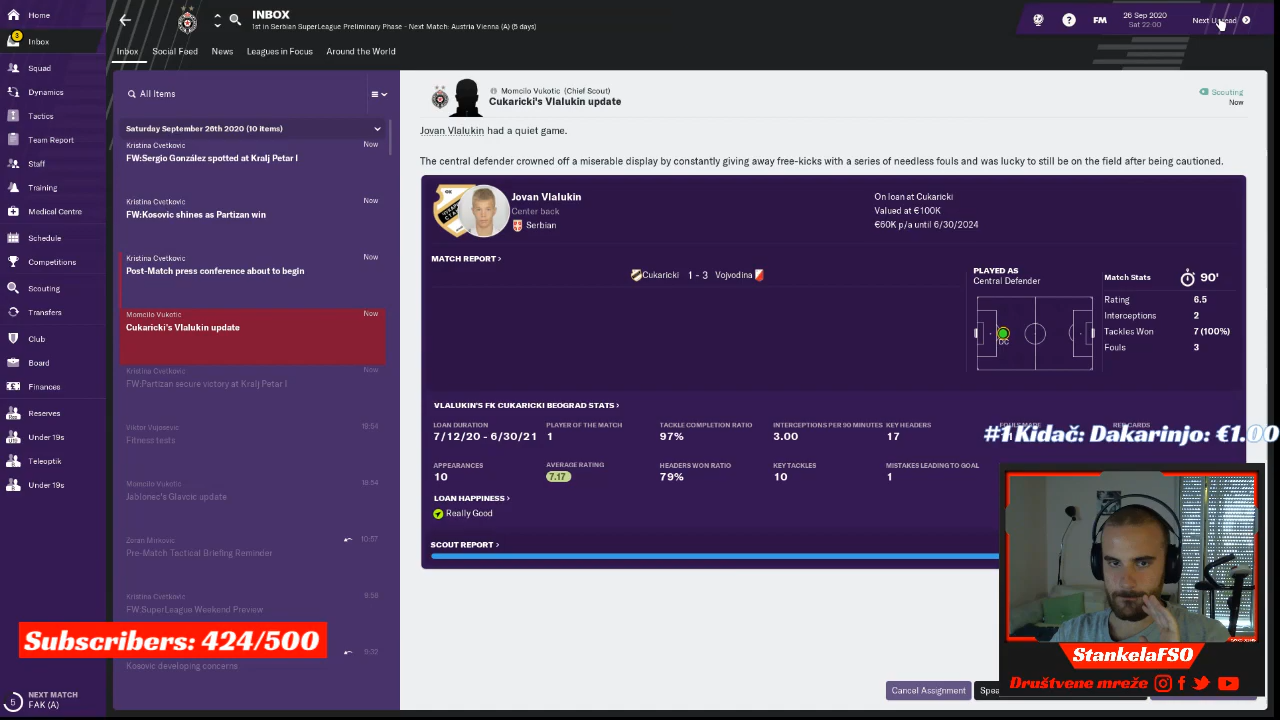 INBOX
1st in Serbian SuperLeague Preliminary Phase - Next Match: Austria Vienna (A) (5 days)
FM
26 Sep 2020
Sat 22:00
3
Inbox
Social Feed
News
Leagues in Focus
Around the World
Home
Inbox
Squad
Dynamics
Tactics
Team Report
Staff
Training
Medical Centre
Schedule
Competitions
Scouting
Transfers
Club
Board
Finances
Reserves
Under 19s
Teleoptik
Under 19s
5
NEXT MATCH
FAK (A)
All Items
Saturday September 26th 2020 (10 items)
Kristina Cvetkovic Now
FW:Sergio González spotted at Kralj Petar I
Kristina Cvetkovic Now
FW:Kosovic shines as Partizan win
Kristina Cvetkovic Now
Post-Match press conference about to begin
Momcilo Vukotic Now
Cukaricki's Vlalukin update
Kristina Cvetkovic Now
FW:Partizan secure victory at Kralj Petar I
Viktor Vujosevic 19:54
Fitness tests
Momcilo Vukotic 18:54
Jablonec's Glavcic update
Zoran Mirkovic 10:57
Pre-Match Tactical Briefing Reminder
Kristina Cvetkovic 9:56
FW:SuperLeague Weekend Preview
9:32
Kosovic developing concerns
Momcilo Vukotic (Chief Scout)
Cukaricki's Vlalukin update
Scouting
Now
Jovan Vlalukin had a quiet game.
The central defender crowned off a miserable display by constantly giving away free-kicks with a series of needless fouls and was lucky to still be on the field after being cautioned.
Jovan Vlalukin
Center back
Serbian
On loan at Cukaricki
Valued at €100K
€60K p/a until 6/30/2024
MATCH REPORT >
Cukaricki 1 - 3 Vojvodina
PLAYED AS
Central Defender
DC
Match Stats 90'
Rating 6.5
Interceptions 2
Tackles Won 7 (100%)
Fouls 3
VLALUKIN'S FK CUKARICKI BEOGRAD STATS >
LOAN DURATION
7/12/20 - 6/30/21
PLAYER OF THE MATCH
1
TACKLE COMPLETION RATIO
97%
INTERCEPTIONS PER 90 MINUTES
3.00
KEY HEADERS
17
APPEARANCES
10
AVERAGE RATING
7.17
HEADERS WON RATIO
79%
KEY TACKLES
10
MISTAKES LEADING TO GOAL
1
LOAN HAPPINESS >
Really Good
SCOUT REPORT >
Cancel Assignment
#1 Kidač: Dakarinjo: €1.00
Subscribers: 424/500
StankelaFSO
Društvene mreže